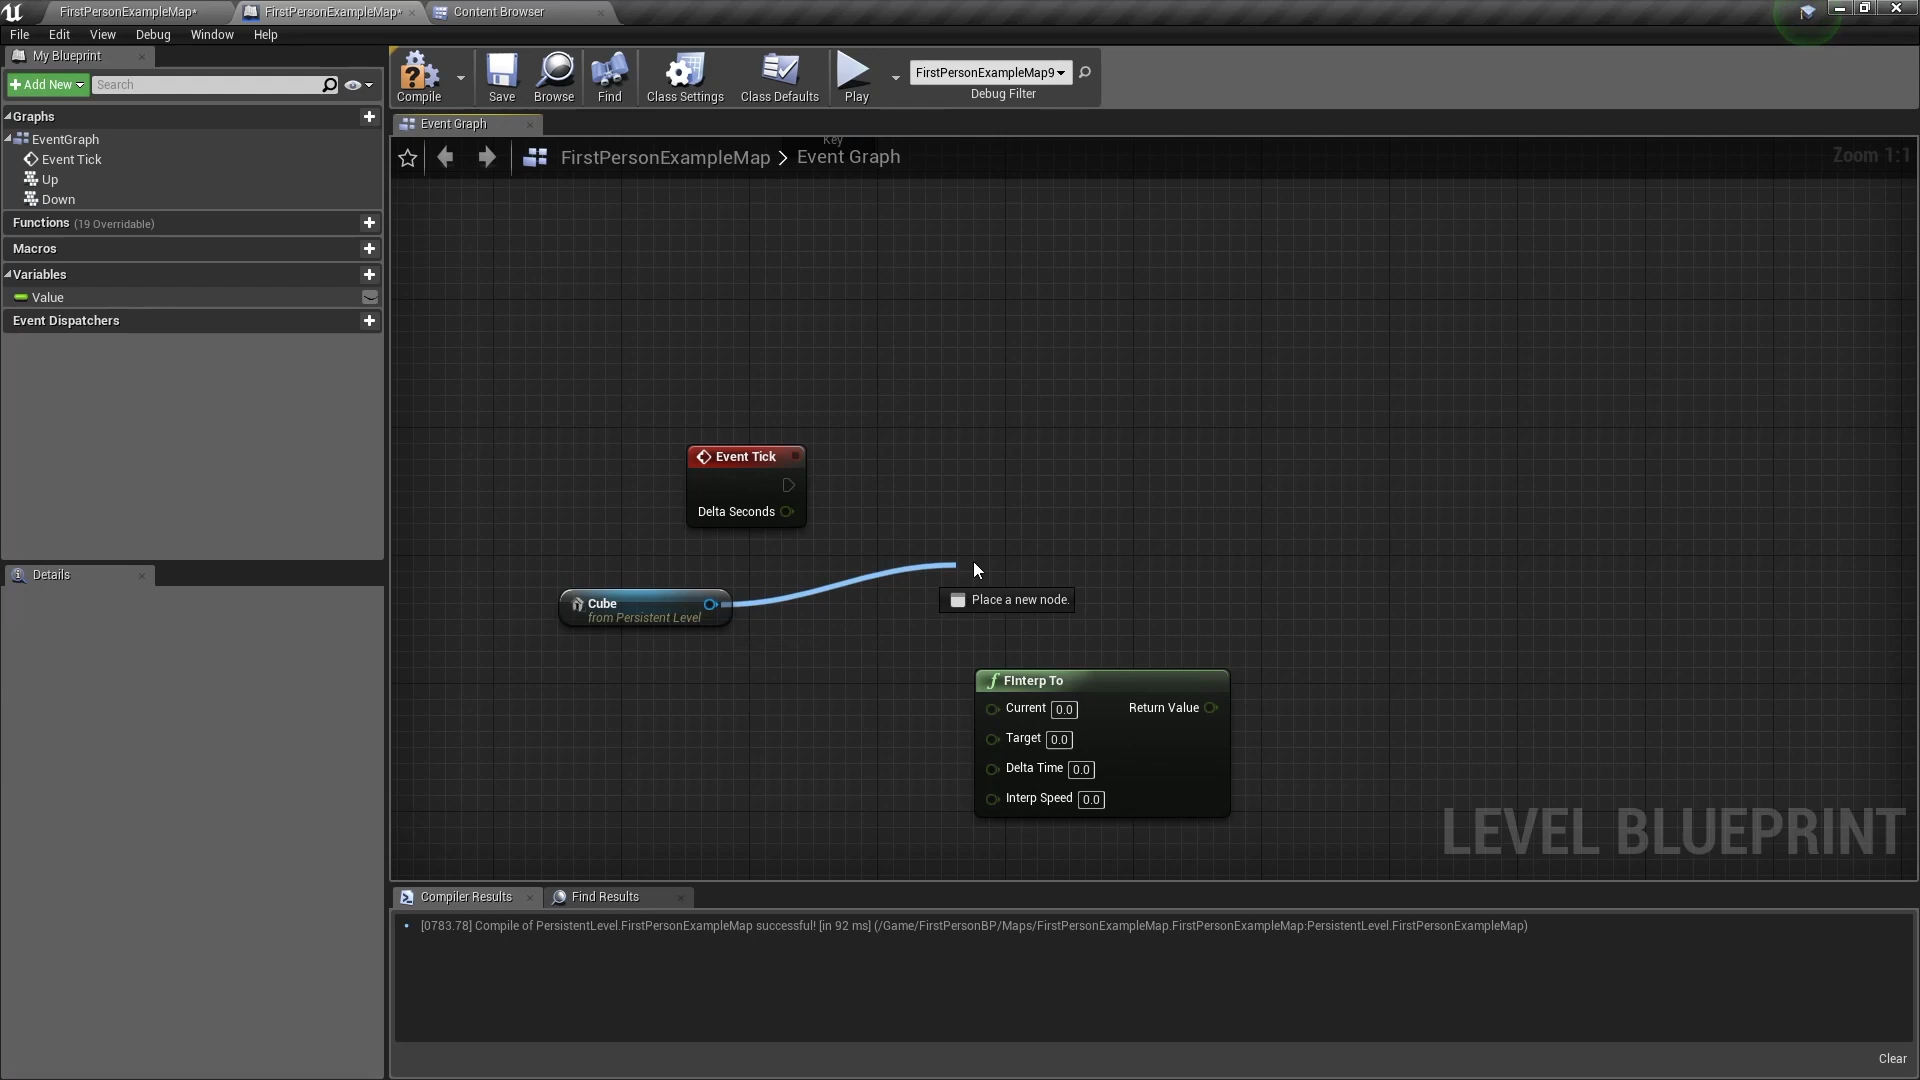 FirstPersonExampleMap*
FirstPersonExampleMap*
Content Browser
File Edit View Debug Window Help
My Blueprint
Add New
Search
Graphs
EventGraph
Event Tick
Up
Down
Functions (19 Overridable)
Macros
Variables
Value
Event Dispatchers
Details
Compile
Save
Browse
Find
Class Settings
Class Defaults
Play
FirstPersonExampleMap9
Debug Filter
Event Graph
Key
FirstPersonExampleMap > Event Graph
Zoom 1:1
Event Tick
Delta Seconds
Cube
from Persistent Level
Place a new node.
f FInterp To
Current 0.0 Return Value
Target 0.0
Delta Time 0.0
Interp Speed 0.0
LEVEL BLUEPRINT
Compiler Results
Find Results
[0783.78] Compile of PersistentLevel.FirstPersonExampleMap successful! [in 92 ms] (/Game/FirstPersonBP/Maps/FirstPersonExampleMap.FirstPersonExampleMap:PersistentLevel.FirstPersonExampleMap)
Clear